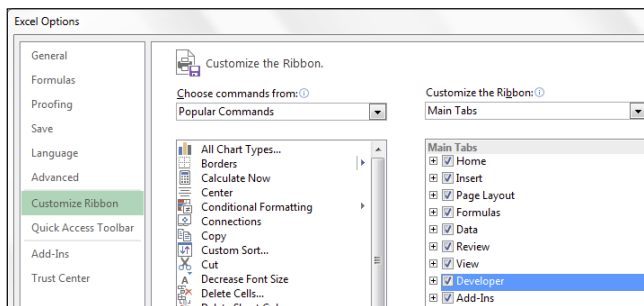 Excel Options
General
Formulas
Proofing
Save
Language
Advanced
Customize Ribbon
Quick Access Toolbar
Add-Ins
Trust Center
Customize the Ribbon.
Choose commands from:
Popular Commands
All Chart Types...
Borders
Calculate Now
Center
Conditional Formatting
Connections
Copy
Custom Sort...
Cut
Decrease Font Size
Delete Cells...
Customize the Ribbon:
Main Tabs
Main Tabs
Home
Insert
Page Layout
Formulas
Data
Review
View
Developer
Add-Ins